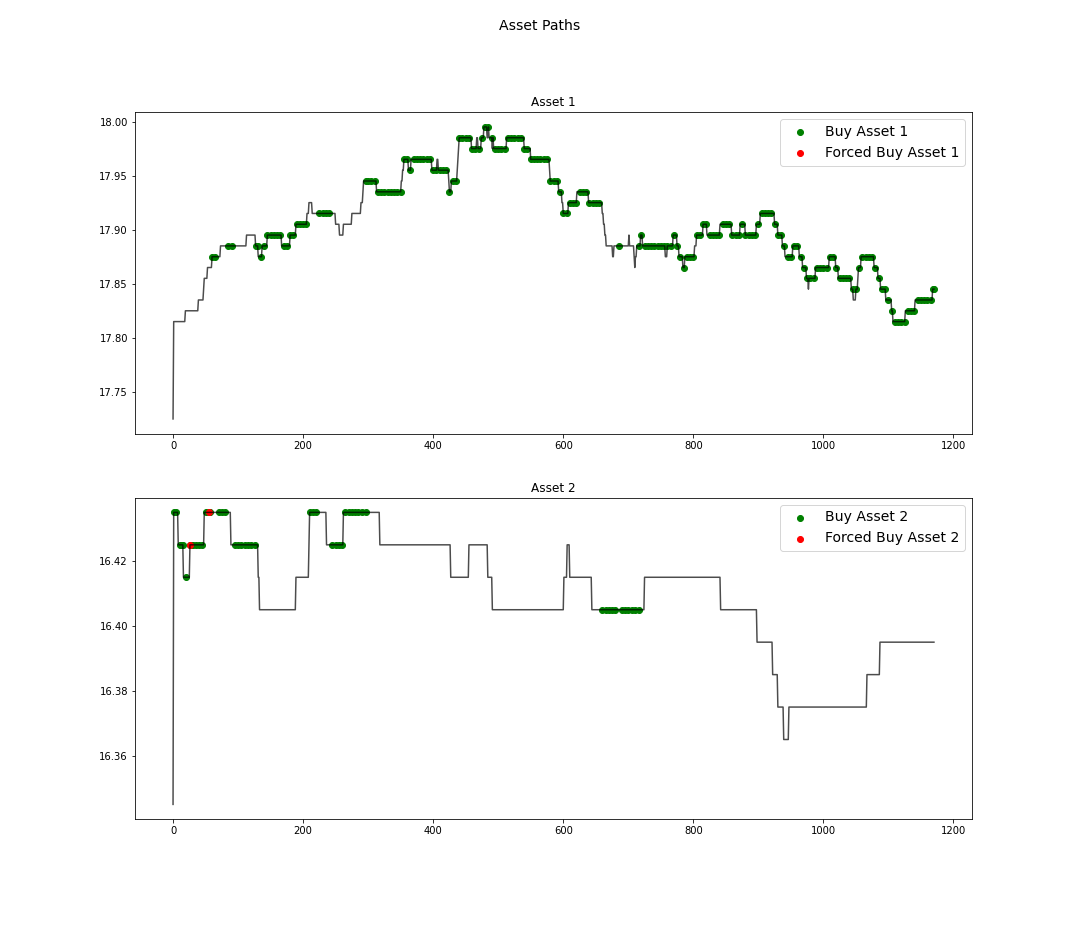 Asset Paths
Asset 1
18.00
17.95
17.90
17.85
17.80
17.75
Buy Asset 1
Forced Buy Asset 1
0 200 400 600 800 1000 1200
Asset 2
16.42
16.40
16.38
16.36
Buy Asset 2
Forced Buy Asset 2
0 200 400 600 800 1000 1200